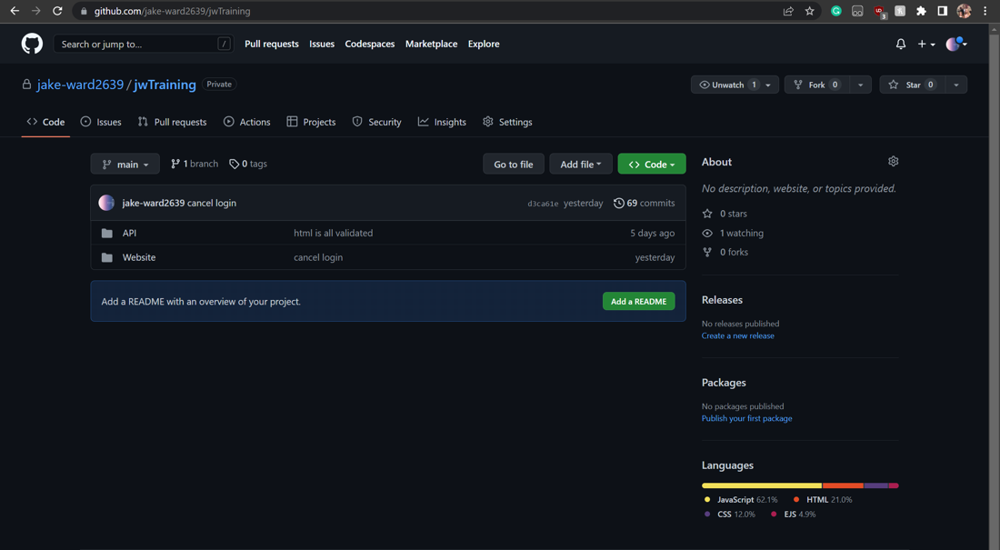 github.com/jake-ward2639/jwTraining
3
Search or jump to... / Pull requests Issues Codespaces Marketplace Explore
jake-ward2639 / jwTraining Private Unwatch 1 Fork 0 Star 0
Code Issues Pull requests Actions Projects Security Insights Settings
main 1 branch 0 tags Go to file Add file Code
jake-ward2639 cancel login d3ca61e yesterday 69 commits
API html is all validated 5 days ago
Website cancel login yesterday
Add a README with an overview of your project. Add a README
About
No description, website, or topics provided.
0 stars
1 watching
0 forks
Releases
No releases published
Create a new release
Packages
No packages published
Publish your first package
Languages
JavaScript 62.1% HTML 21.0%
CSS 12.0% EJS 4.9%